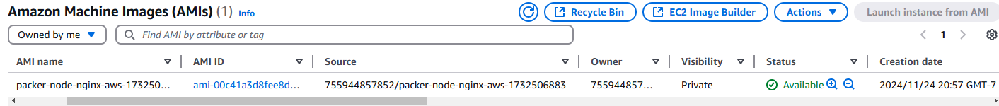 Amazon Machine Images (AMIs) (1) Info Recycle Bin EC2 Image Builder Actions Launch instance from AMI
Owned by me Find AMI by attribute or tag 1
AMI name AMI ID Source Owner Visibility Status Creation date
packer-node-nginx-aws-173250... ami-00c41a3d8fee8d... 755944857852/packer-node-nginx-aws-1732506883 755944857... Private Available 2024/11/24 20:57 GMT-7